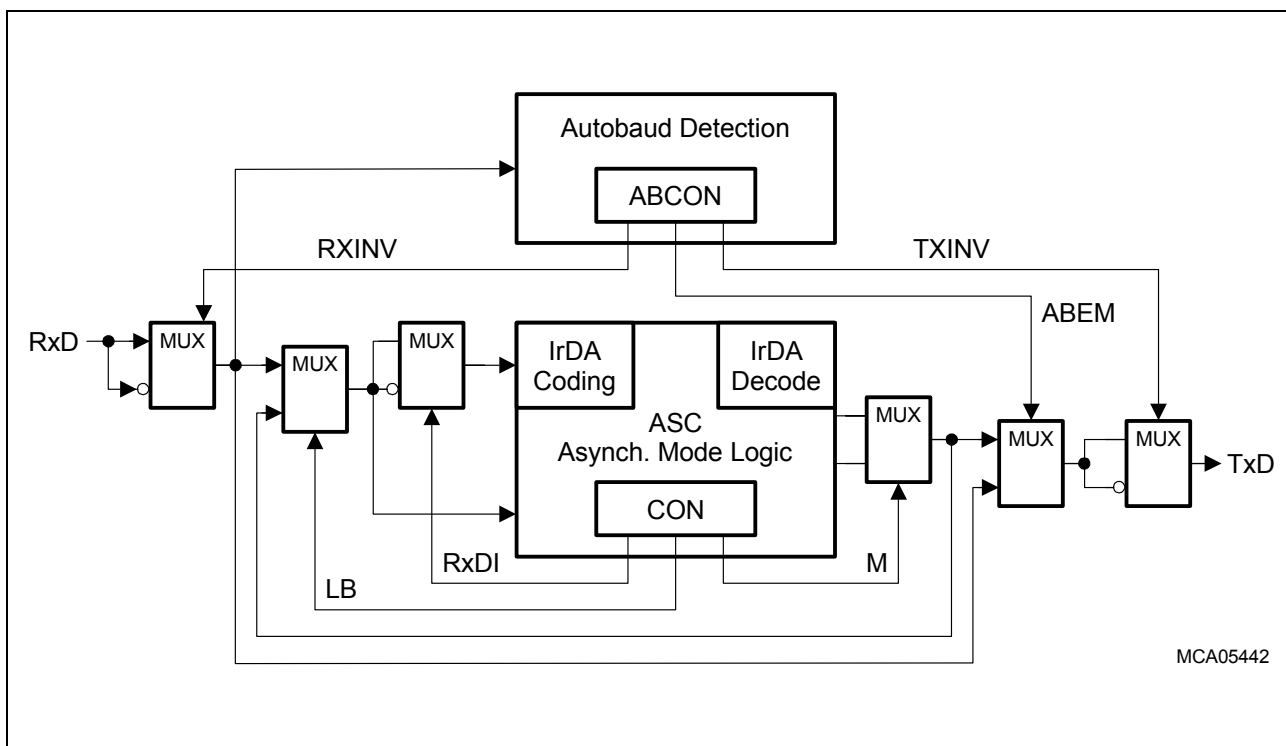 Autobaud Detection
ABCON
RXINV
TXINV
ABEM
RxD
MUX
MUX
MUX
IrDA
Coding
IrDA
Decode
ASC
Asynch. Mode Logic
MUX
MUX
MUX
TxD
CON
RxDI
M
LB
MCA05442